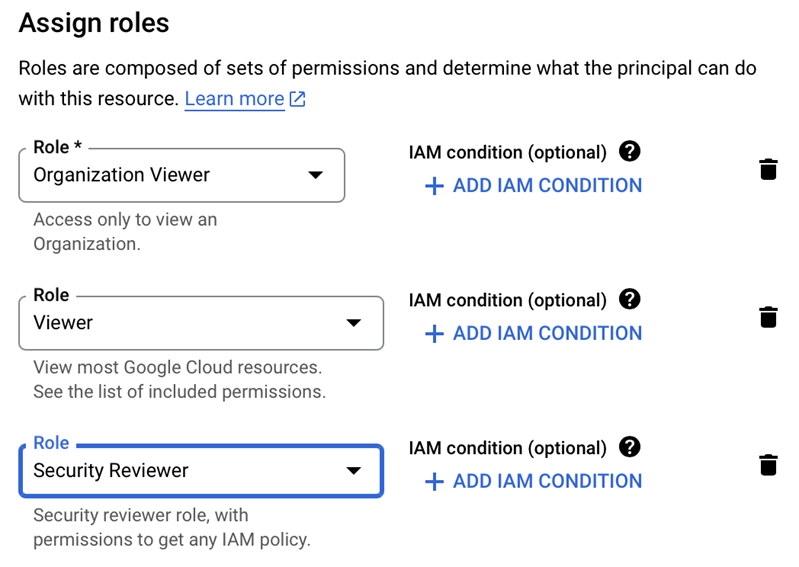 Assign roles
Roles are composed of sets of permissions and determine what the principal can do
with this resource. Learn more
Role *
Organization Viewer
Access only to view an
Organization.
IAM condition (optional)
ADD IAM CONDITION
Role
Viewer
View most Google Cloud resources.
See the list of included permissions.
IAM condition (optional)
ADD IAM CONDITION
Role
Security Reviewer
Security reviewer role, with
permissions to get any IAM policy.
IAM condition (optional)
ADD IAM CONDITION